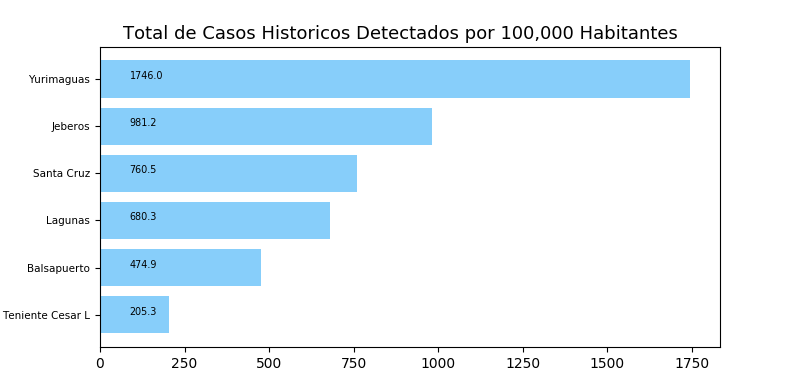 Total de Casos Historicos Detectados por 100,000 Habitantes
Yurimaguas 1746.0
Jeberos 981.2
Santa Cruz 760.5
Lagunas 680.3
Balsapuerto 474.9
Teniente Cesar L 205.3
0 250 500 750 1000 1250 1500 1750